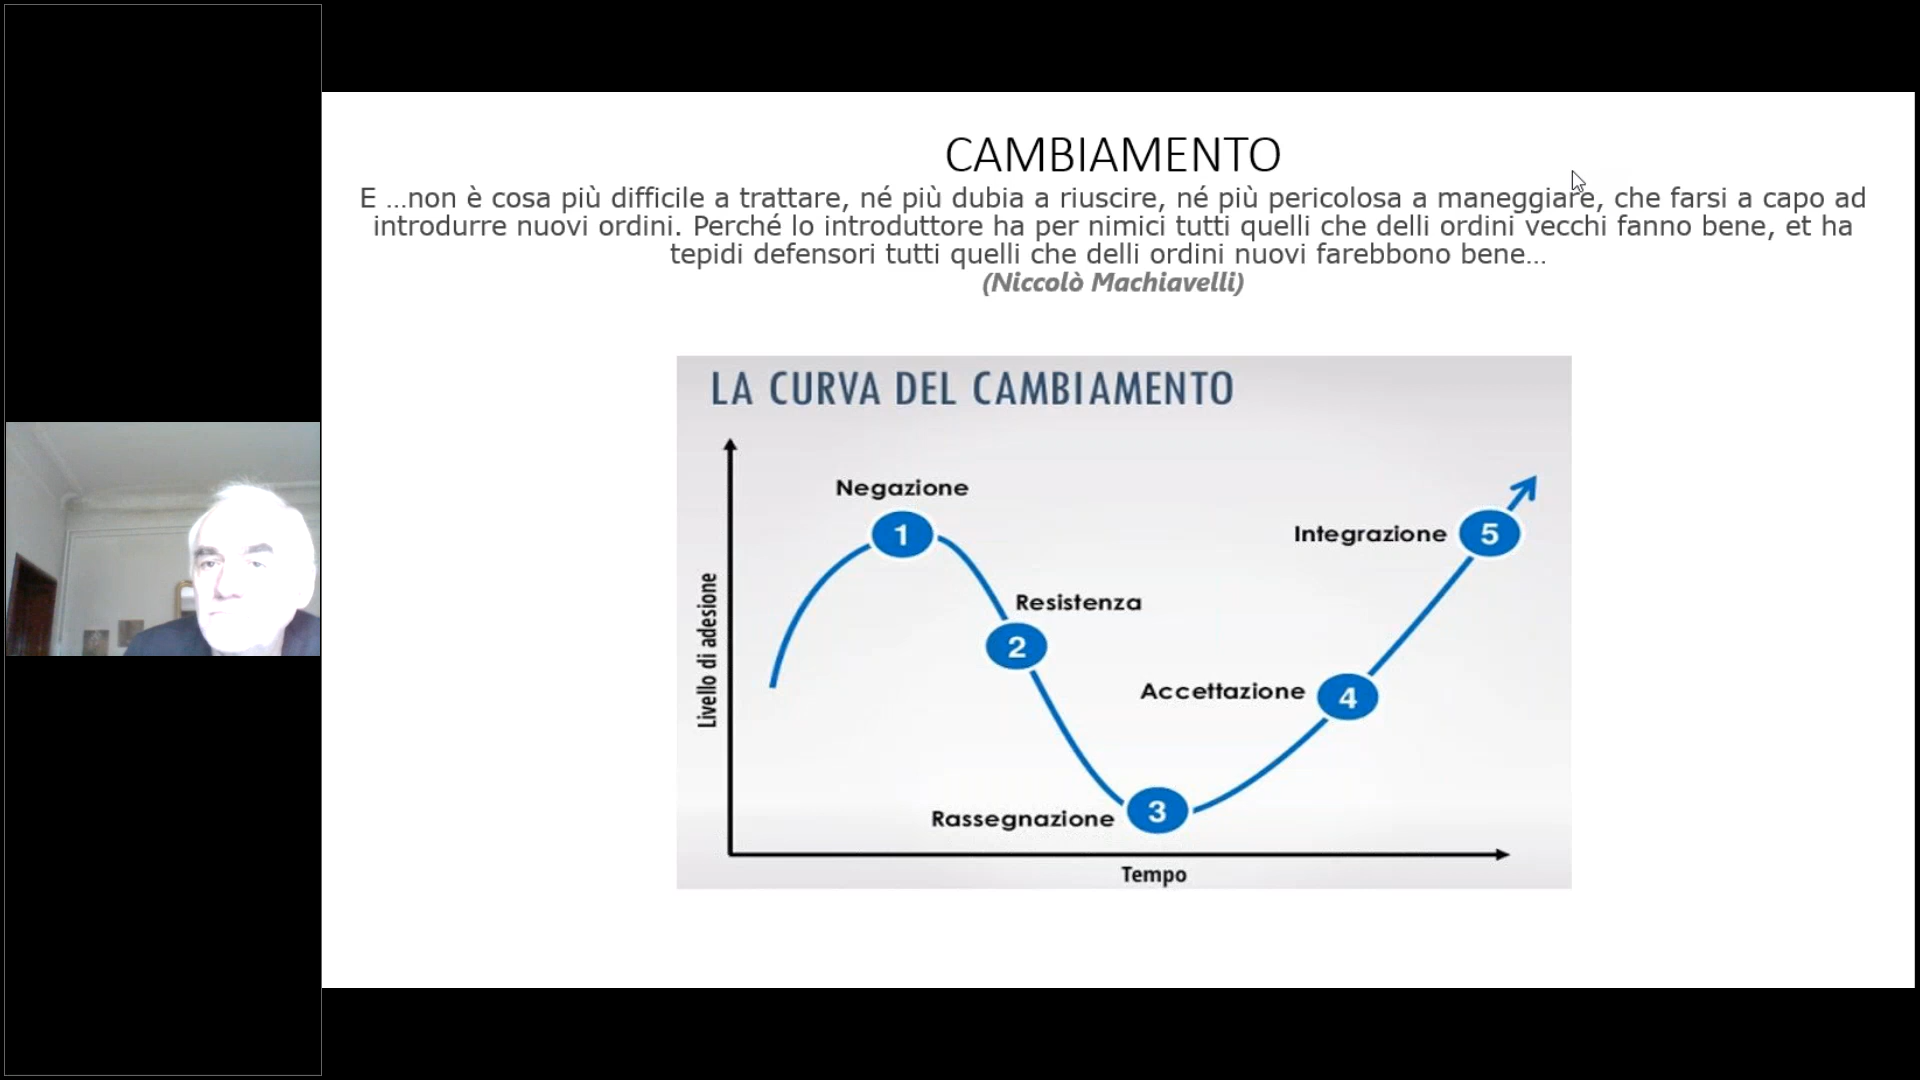 CAMBIAMENTO
E ...non è cosa più difficile a trattare, né più dubia a riuscire, né più pericolosa a maneggiare, che farsi a capo ad
introdurre nuovi ordini. Perché lo introduttore ha per nimici tutti quelli che delli ordini vecchi fanno bene, et ha
tepidi defensori tutti quelli che delli ordini nuovi farebbono bene...
(Niccolò Machiavelli)
LA CURVA DEL CAMBIAMENTO
Negazione
1
Integrazione
5
Resistenza
2
Livello di adesione
Accettazione
4
Rassegnazione
3
Tempo